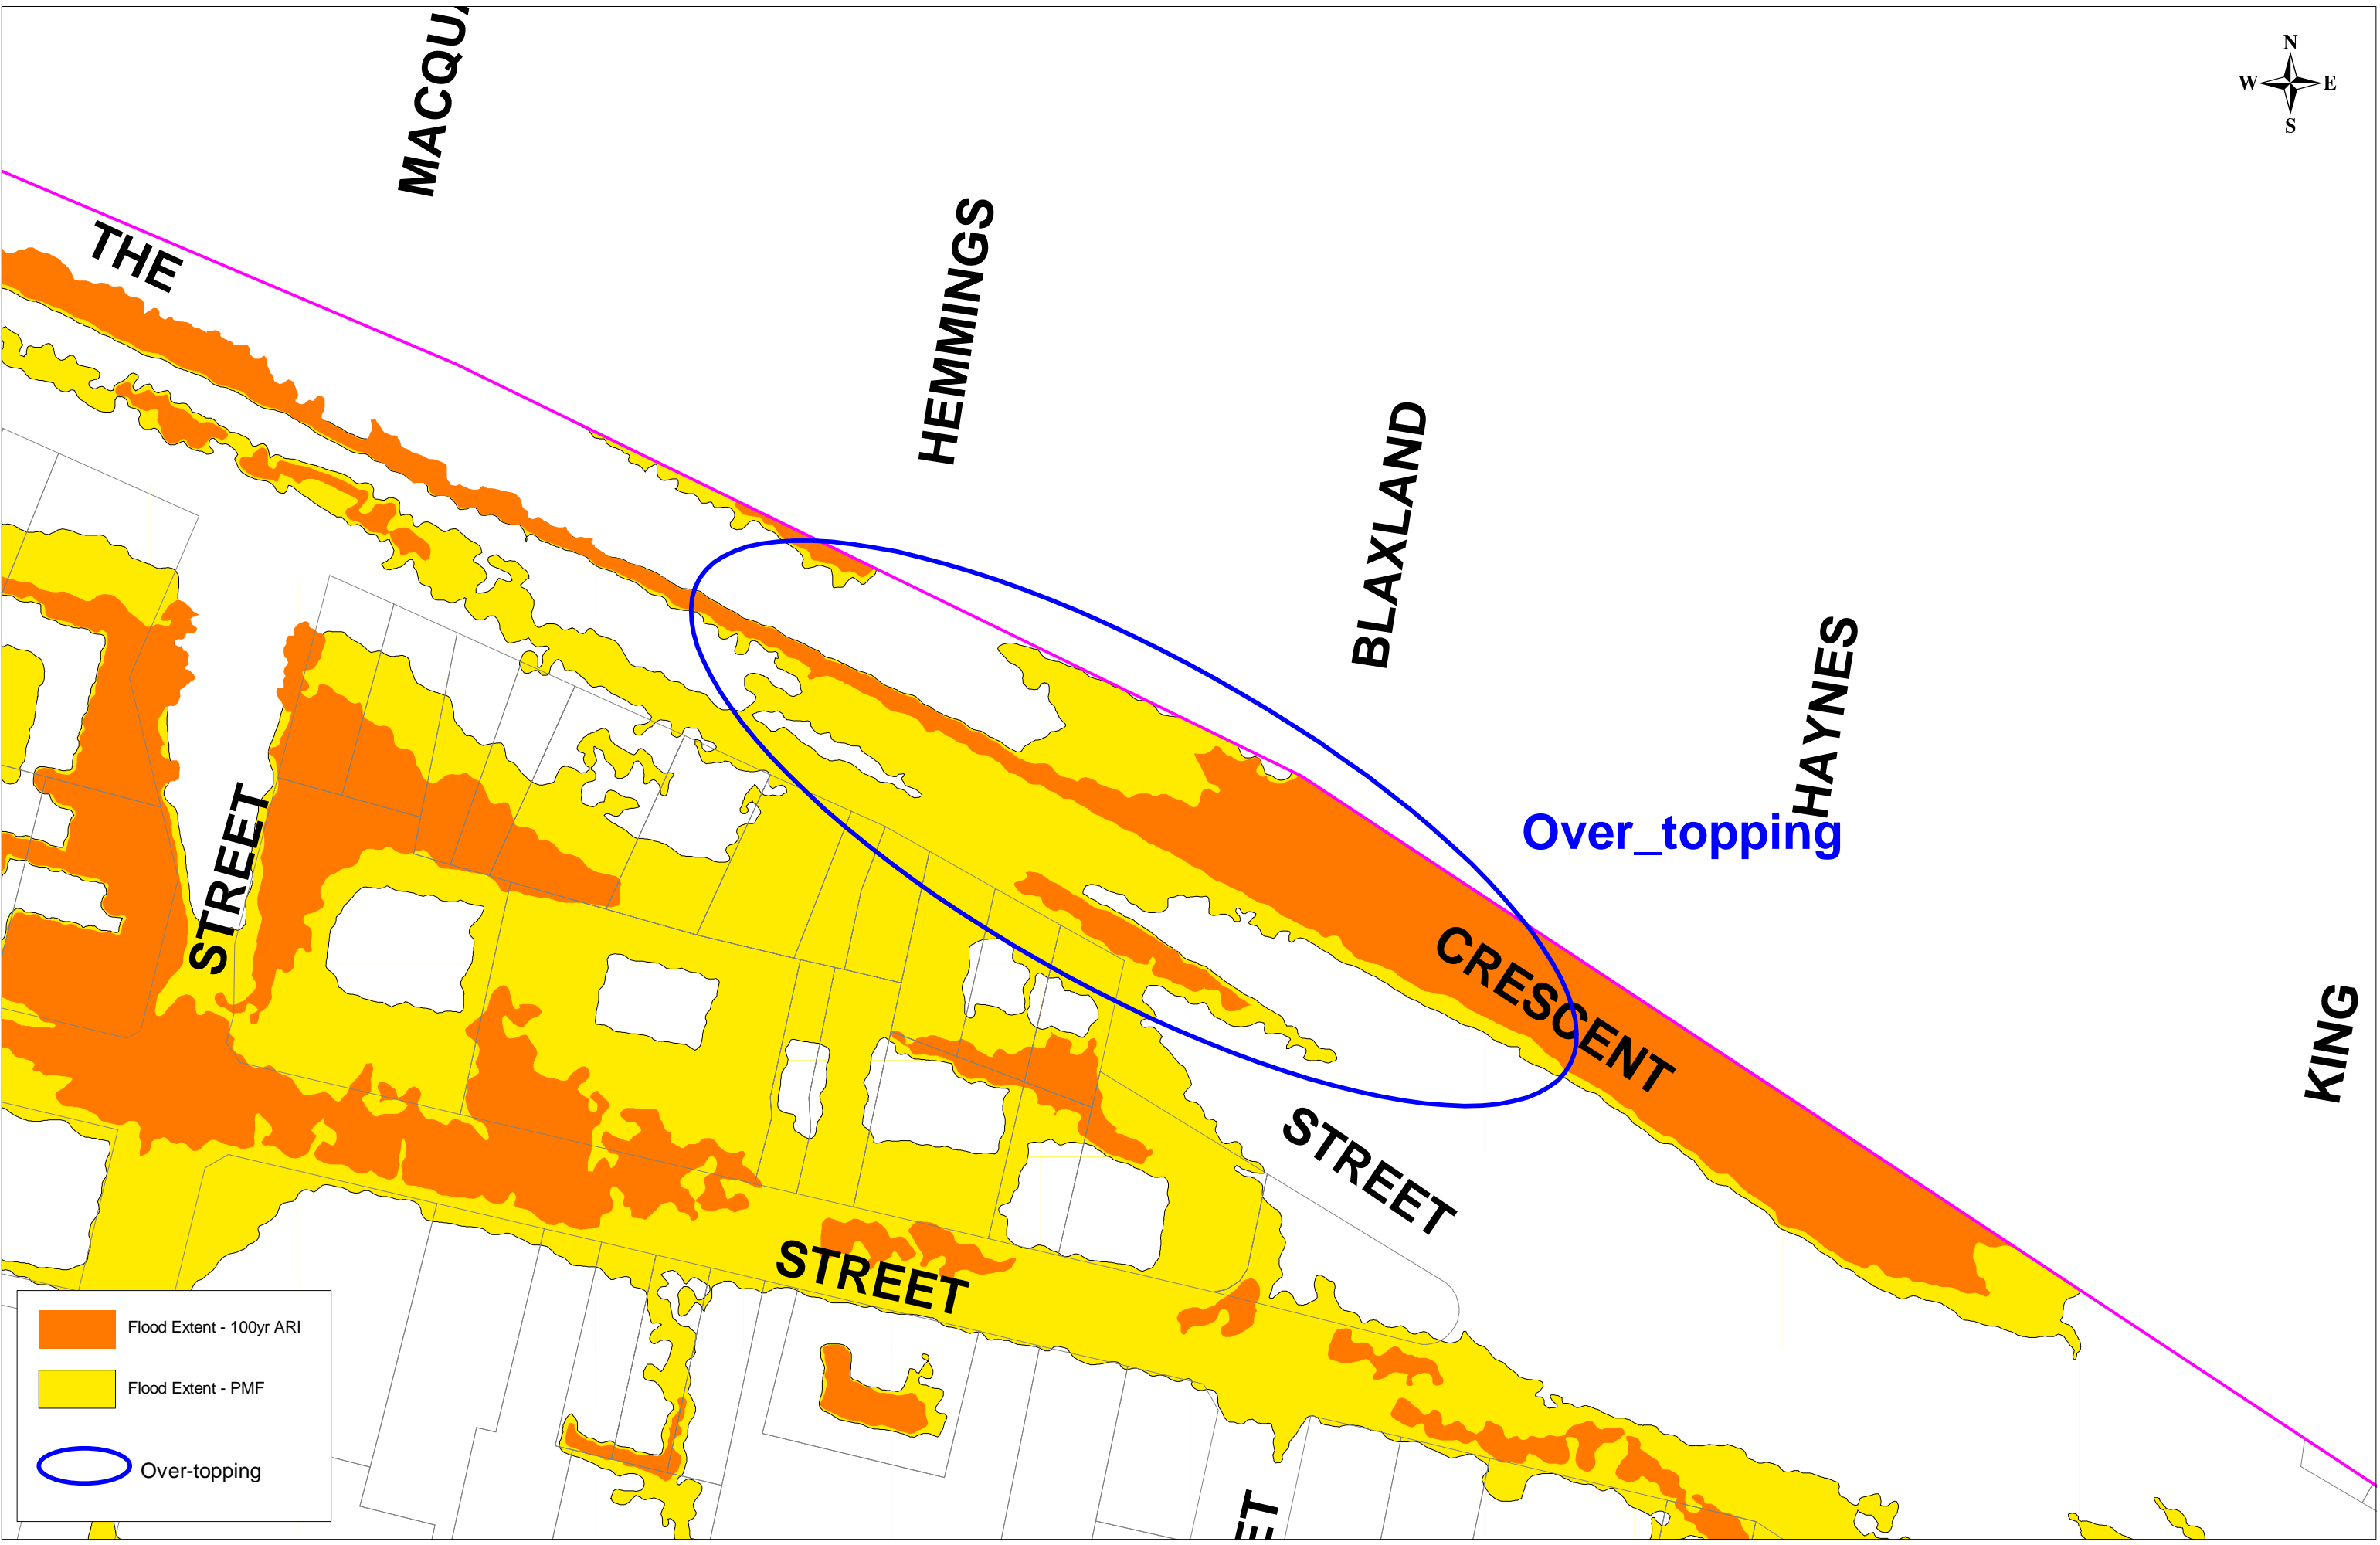 N
W E
S
THE
HEMMINGS
BLAXLAND
HAYNES
Over_topping
STREET
CRESCENT
KING
STREET
STREET
Flood Extent - 100yr ARI
Flood Extent - PMF
Over-topping